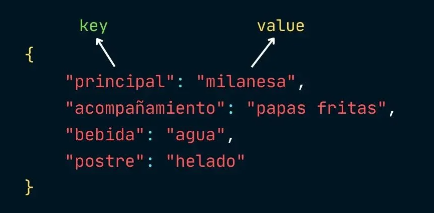 key value
{
"principal": "milanesa",
"acompañamiento": "papas fritas",
"bebida": "agua",
"postre": "helado"
}